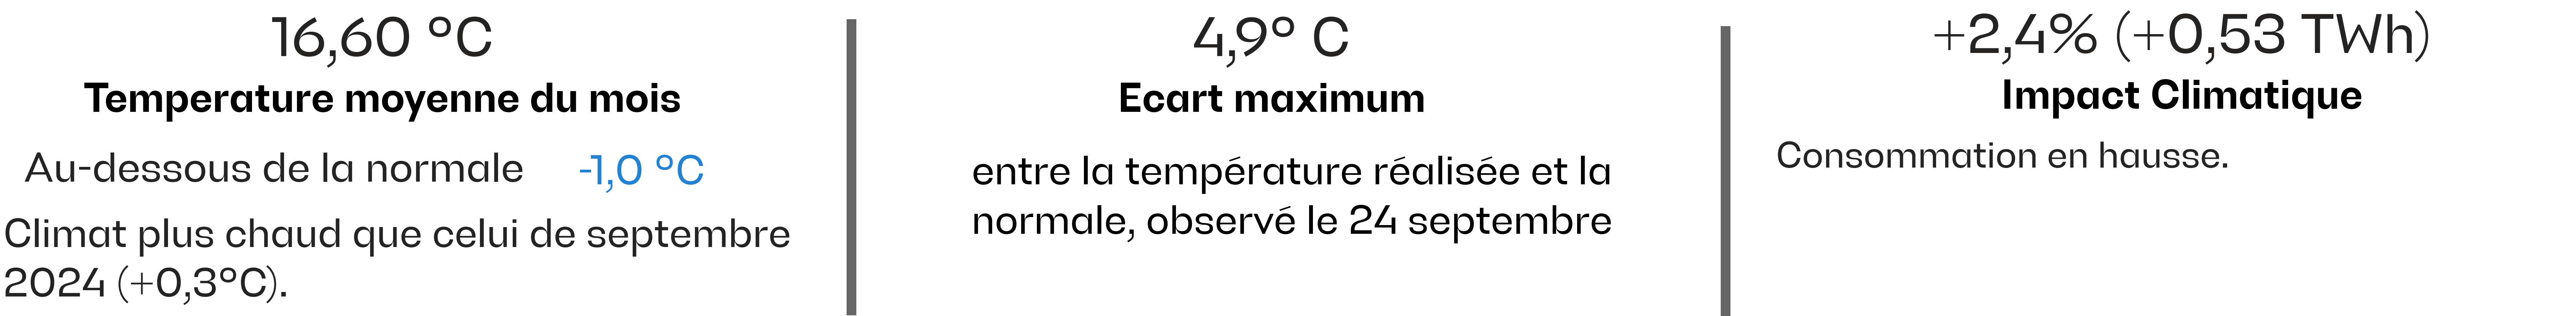 16,60 °C
Temperature moyenne du mois
Au-dessous de la normale -1,0 °C
Climat plus chaud que celui de septembre
2024 (+0,3°C).
4,9° C
Ecart maximum
entre la température réalisée et la
normale, observé le 24 septembre
+2,4% (+0,53 TWh)
Impact Climatique
Consommation en hausse.